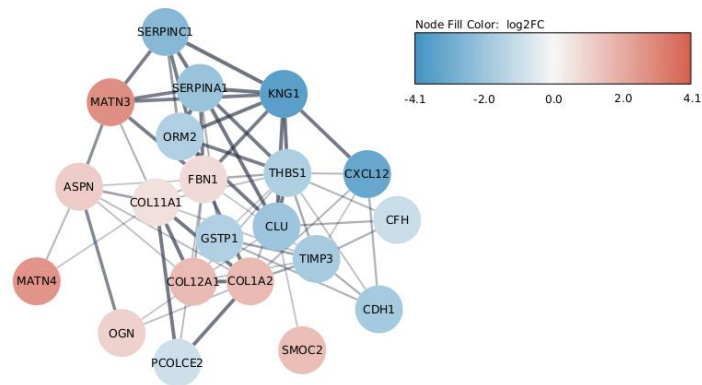 SERPINC1
Node Fill Color: log2FC
-4.1 -2.0 0.0 2.0 4.1
SERPINA1
KNG1
MATN3
ORM2
FBN1
THBS1
CXCL12
ASPN
COL11A1
CFH
CLU
GSTP1
TIMP3
MATN4
COL12A1
COL1A2
CDH1
OGN
SMOC2
PCOLCE2